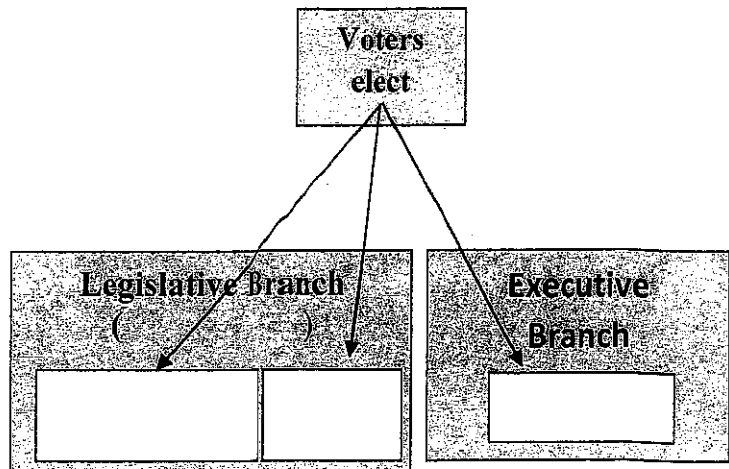 Voters
elect
Legislative Branch
( )
Executive
Branch